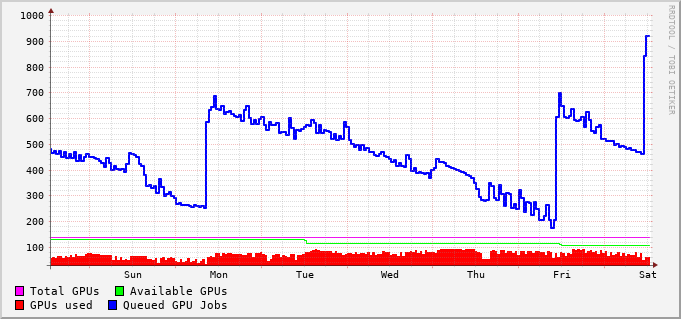 1000
900
800
700
600
500
400
300
200
100
Sun Mon Tue Wed Thu Fri Sat
Total GPUs Available GPUs
GPUs used Queued GPU Jobs
RRDTOOL / TOBI OETIKER